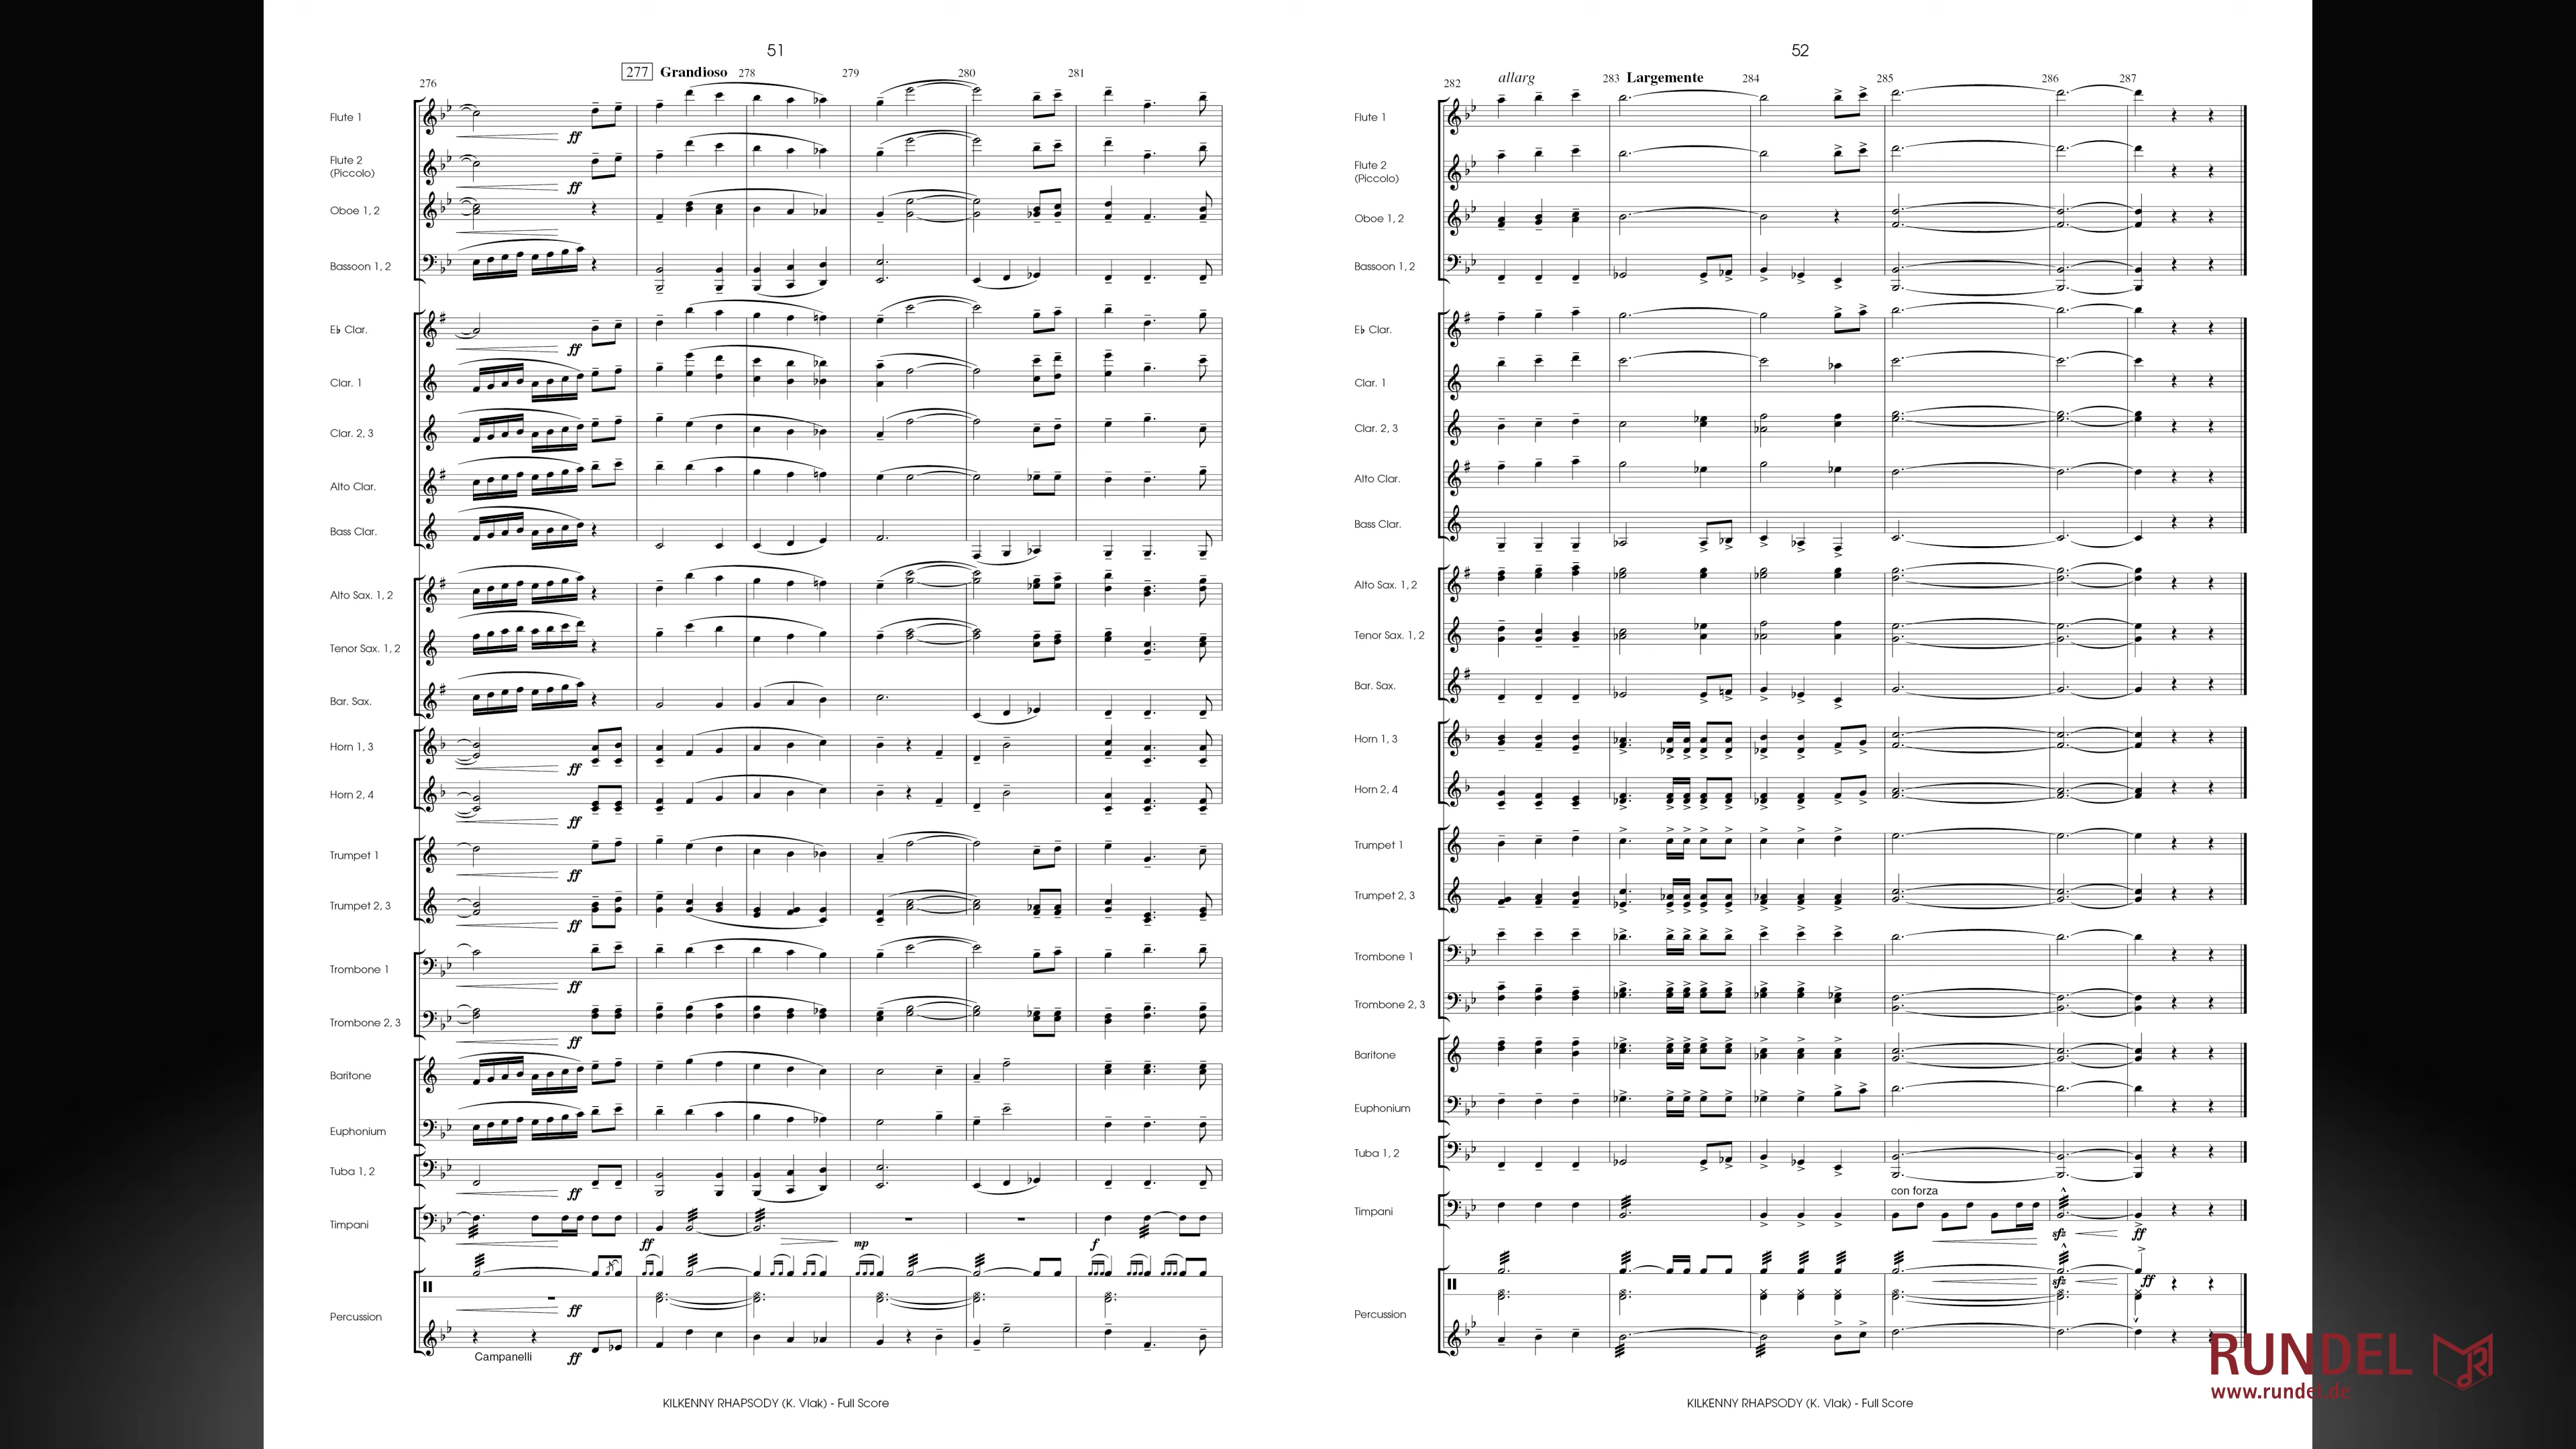 51
276
277 Grandioso 278 279 280 281
Flute 1
ff
Flute 2
(Piccolo)
ff
Oboe 1, 2
Bassoon 1, 2
E♭ Clar.
ff
Clar. 1
Clar. 2, 3
Alto Clar.
Bass Clar.
Alto Sax. 1, 2
Tenor Sax. 1, 2
Bar. Sax.
Horn 1, 3
ff
Horn 2, 4
ff
Trumpet 1
ff
Trumpet 2, 3
ff
Trombone 1
ff
Trombone 2, 3
ff
Baritone
Euphonium
Tuba 1, 2
ff
Timpani
ff mp f
Percussion
ff
Campanelli ff
KILKENNY RHAPSODY (K. Vlak) - Full Score
52
282 allarg 283 Largemente 284 285 286 287
Flute 1
Flute 2
(Piccolo)
Oboe 1, 2
Bassoon 1, 2
E♭ Clar.
Clar. 1
Clar. 2, 3
Alto Clar.
Bass Clar.
Alto Sax. 1, 2
Tenor Sax. 1, 2
Bar. Sax.
Horn 1, 3
Horn 2, 4
Trumpet 1
Trumpet 2, 3
Trombone 1
Trombone 2, 3
Baritone
Euphonium
Tuba 1, 2
con forza
Timpani
sfz ff
sfz ff
Percussion
KILKENNY RHAPSODY (K. Vlak) - Full Score
RUNDEL
www.rundel.de